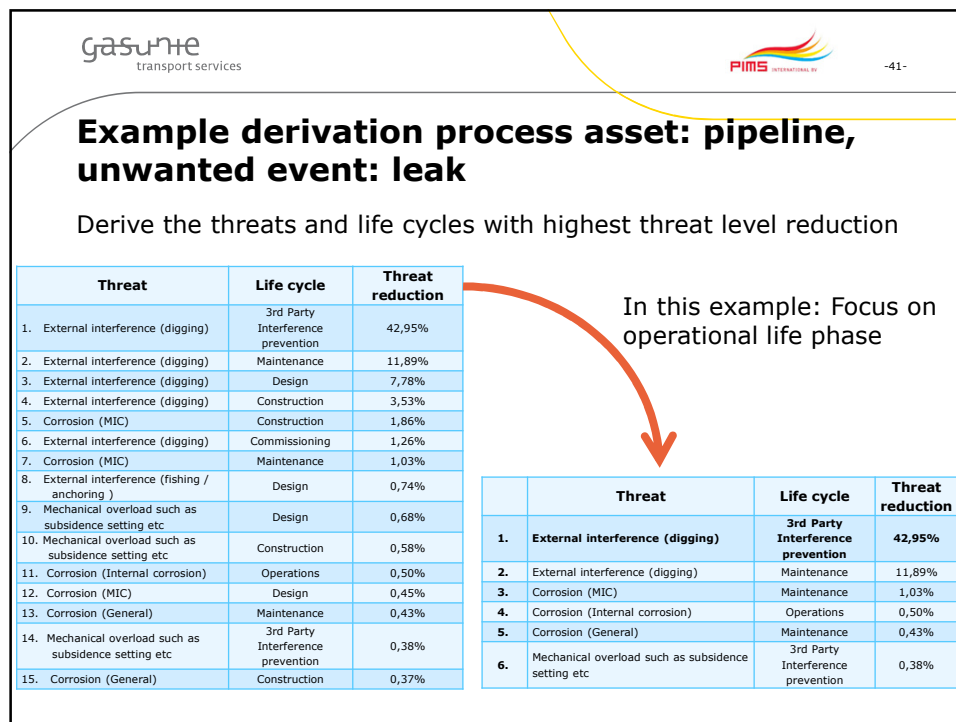 gasunie
transport services
PIMS INTERNATIONAL BV
-41-
Example derivation process asset: pipeline,
unwanted event: leak
Derive the threats and life cycles with highest threat level reduction
Threat Life cycle Threat
reduction
1. External interference (digging) 3rd Party
Interference
prevention 42,95%
2. External interference (digging) Maintenance 11,89%
3. External interference (digging) Design 7,78%
4. External interference (digging) Construction 3,53%
5. Corrosion (MIC) Construction 1,86%
6. External interference (digging) Commissioning 1,26%
7. Corrosion (MIC) Maintenance 1,03%
8. External interference (fishing /
anchoring ) Design 0,74%
9. Mechanical overload such as
subsidence setting etc Design 0,68%
10. Mechanical overload such as
subsidence setting etc Construction 0,58%
11. Corrosion (Internal corrosion) Operations 0,50%
12. Corrosion (MIC) Design 0,45%
13. Corrosion (General) Maintenance 0,43%
14. Mechanical overload such as
subsidence setting etc 3rd Party
Interference
prevention 0,38%
15. Corrosion (General) Construction 0,37%
In this example: Focus on
operational life phase
Threat Life cycle Threat
reduction
1. External interference (digging) 3rd Party
Interference
prevention 42,95%
2. External interference (digging) Maintenance 11,89%
3. Corrosion (MIC) Maintenance 1,03%
4. Corrosion (Internal corrosion) Operations 0,50%
5. Corrosion (General) Maintenance 0,43%
6. Mechanical overload such as subsidence
setting etc 3rd Party
Interference
prevention 0,38%